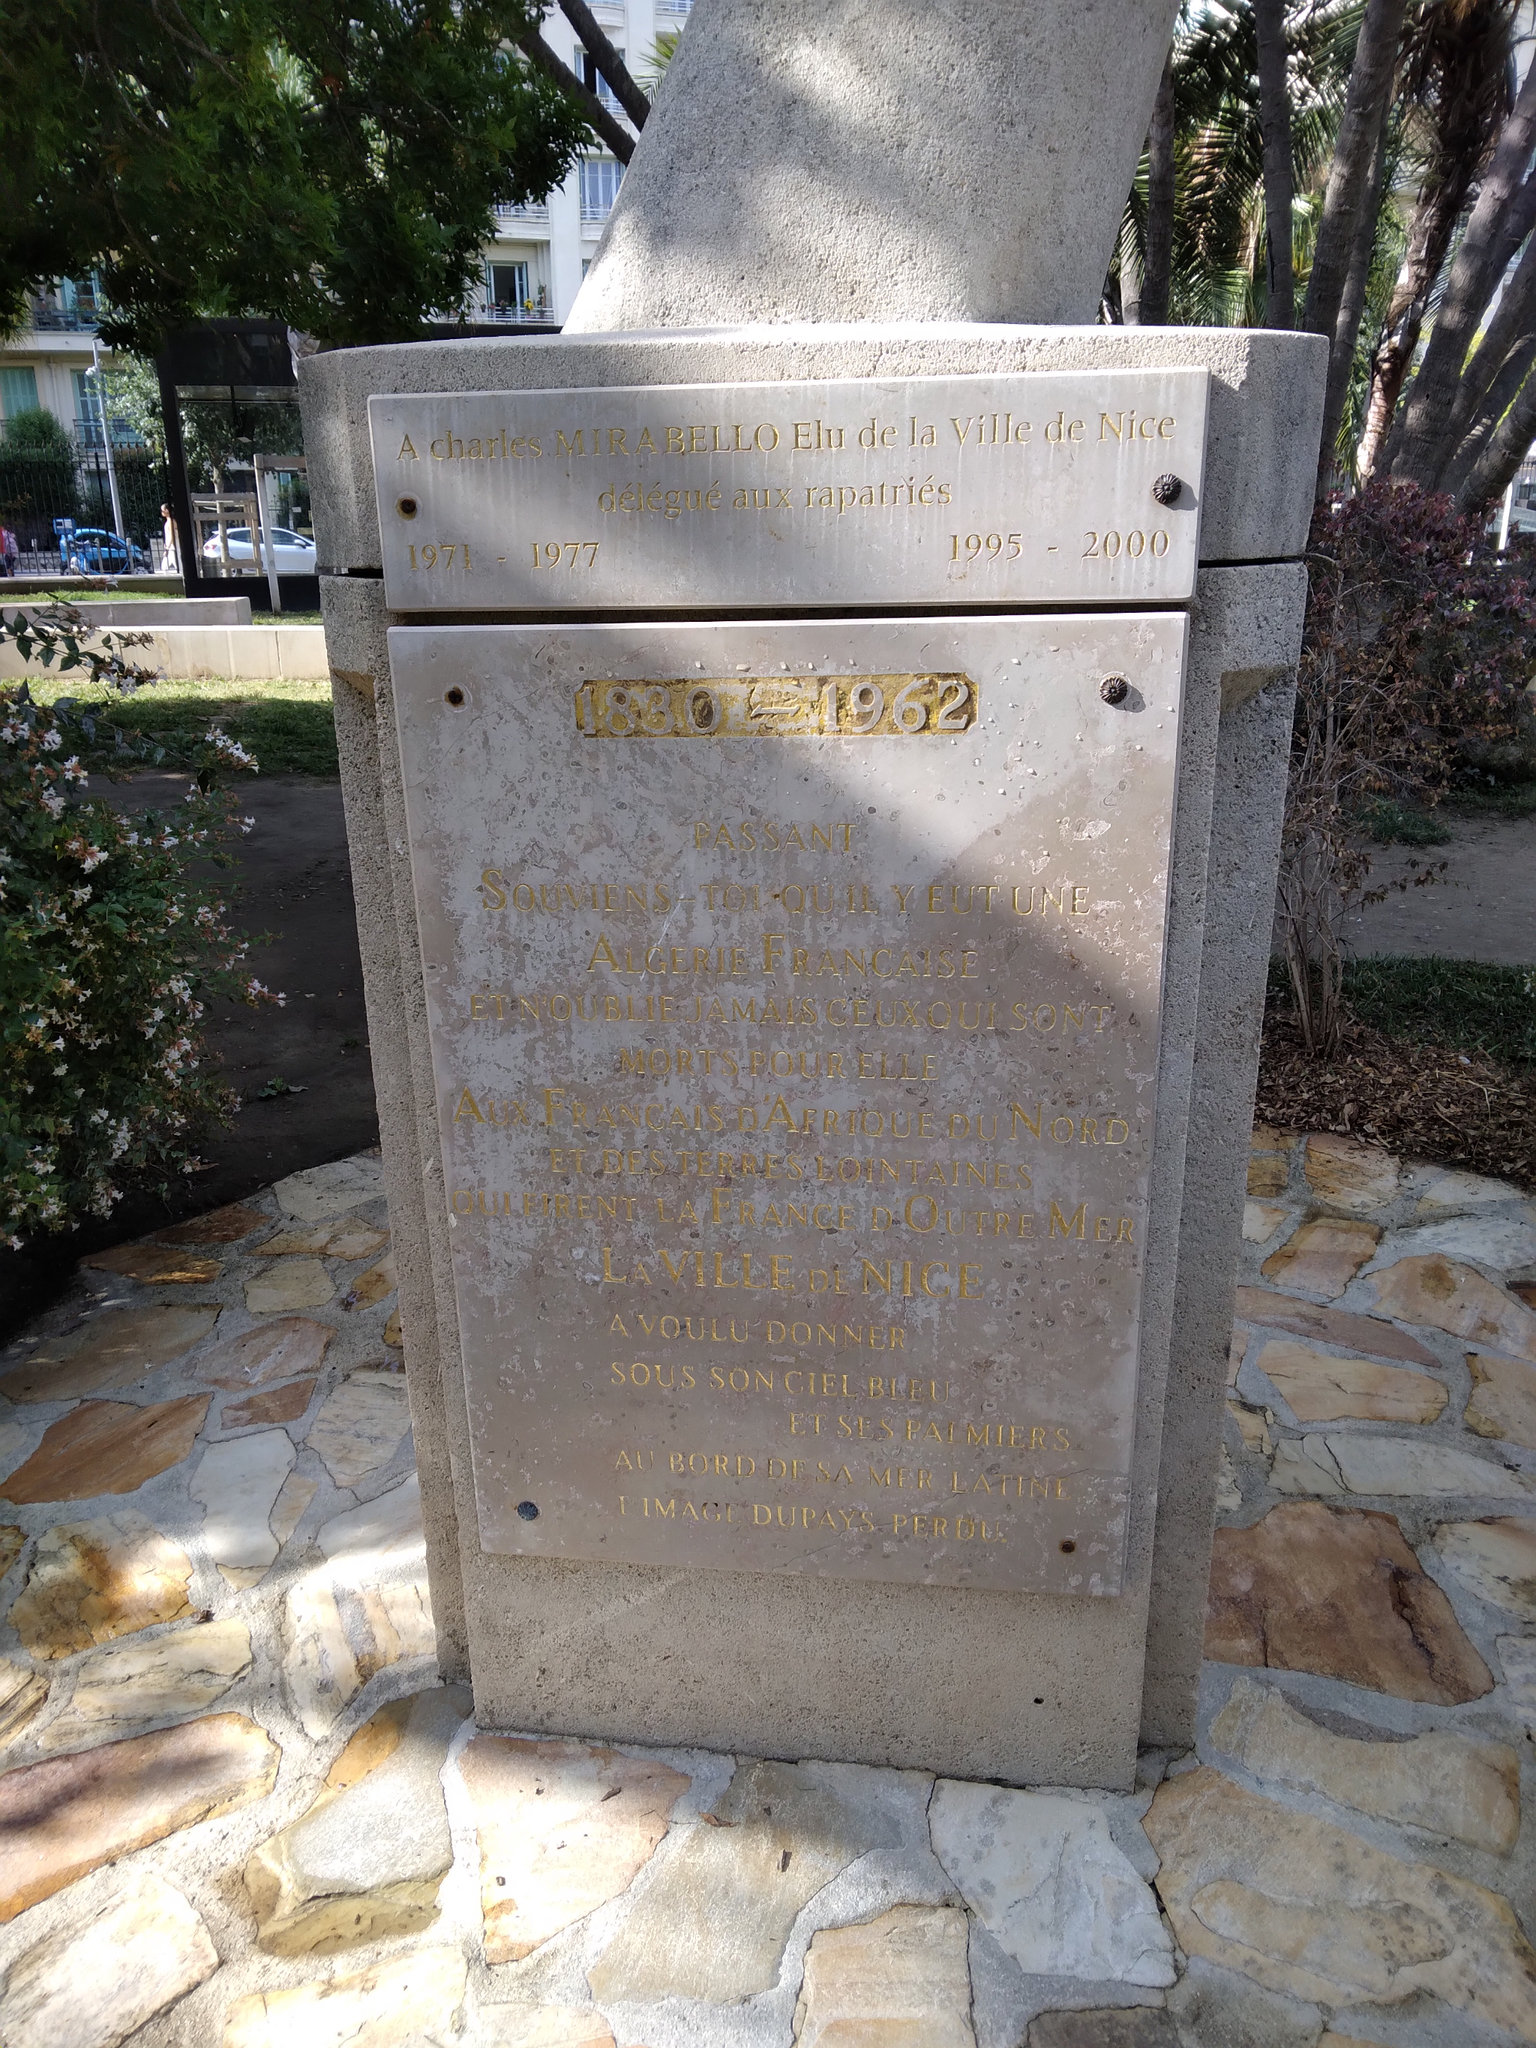 A charles MIRABELLO Elu de la Ville de Nice
délégué aux rapatriés
1971 - 1977 1995 - 2000
1830 - 1962
PASSANT
SOUVIENS-TOI QU'IL Y EUT UNE
ALGERIE FRANÇAISE
ET N'OUBLIE JAMAIS CEUX QUI SONT
MORTS POUR ELLE
AUX FRANÇAIS D'AFRIQUE DU NORD
ET DES TERRES LOINTAINES
QUI FIRENT LA FRANCE D'OUTRE MER
LA VILLE DE NICE
A VOULU DONNER
SOUS SON CIEL BLEU
ET SES PALMIERS
AU BORD DE SA MER LATINE
L'IMAGE DU PAYS PERDU